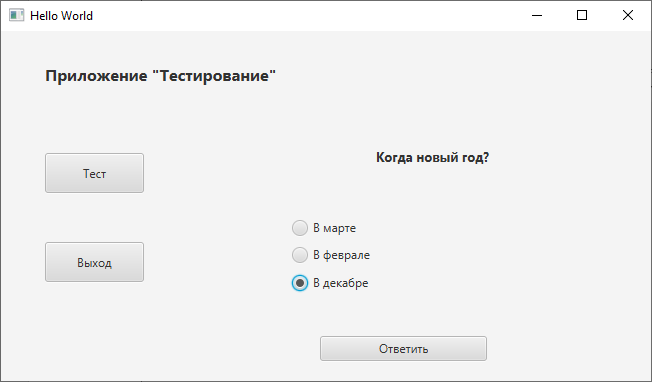 Hello World
Приложение "Тестирование"
Когда новый год?
Тест
В марте
В феврале
Выход
В декабре
Ответить